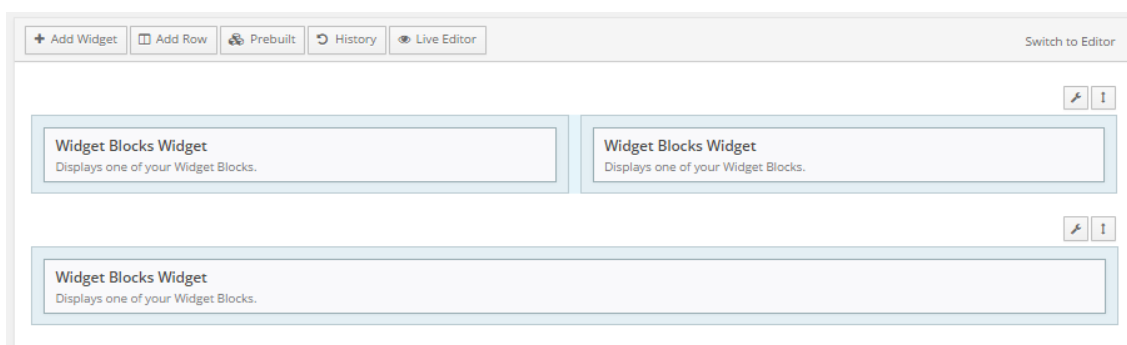 Add Widget Add Row Prebuilt History Live Editor Switch to Editor
Widget Blocks Widget Widget Blocks Widget
Displays one of your Widget Blocks. Displays one of your Widget Blocks.
Widget Blocks Widget
Displays one of your Widget Blocks.